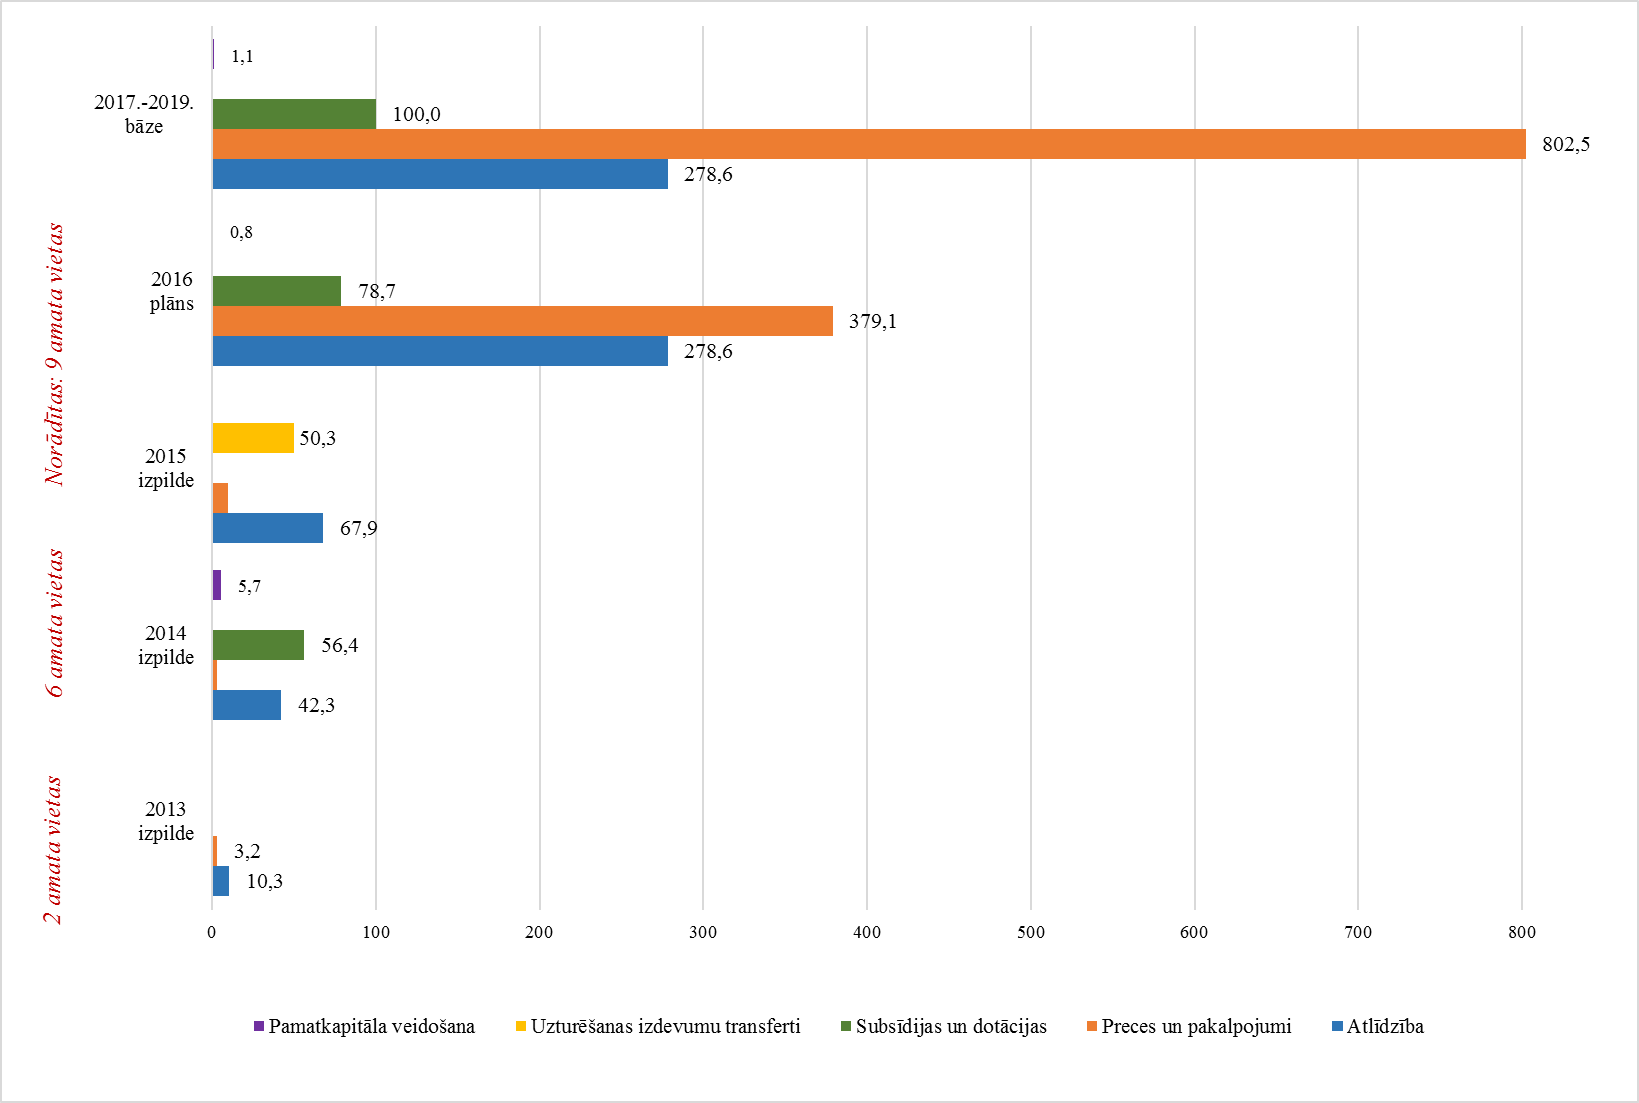 1,1
2017.-2019.
bāze
100,0
802,5
278,6
0,8
2016
plāns
78,7
379,1
278,6
Norādītas: 9 amata vietas
50,3
2015
izpilde
67,9
6 amata vietas
5,7
2014
izpilde
56,4
42,3
2 amata vietas
2013
izpilde
3,2
10,3
0 100 200 300 400 500 600 700 800
Pamatkapitāla veidošana Uzturēšanas izdevumu transferti Subsīdijas un dotācijas Preces un pakalpojumi Atlīdzība